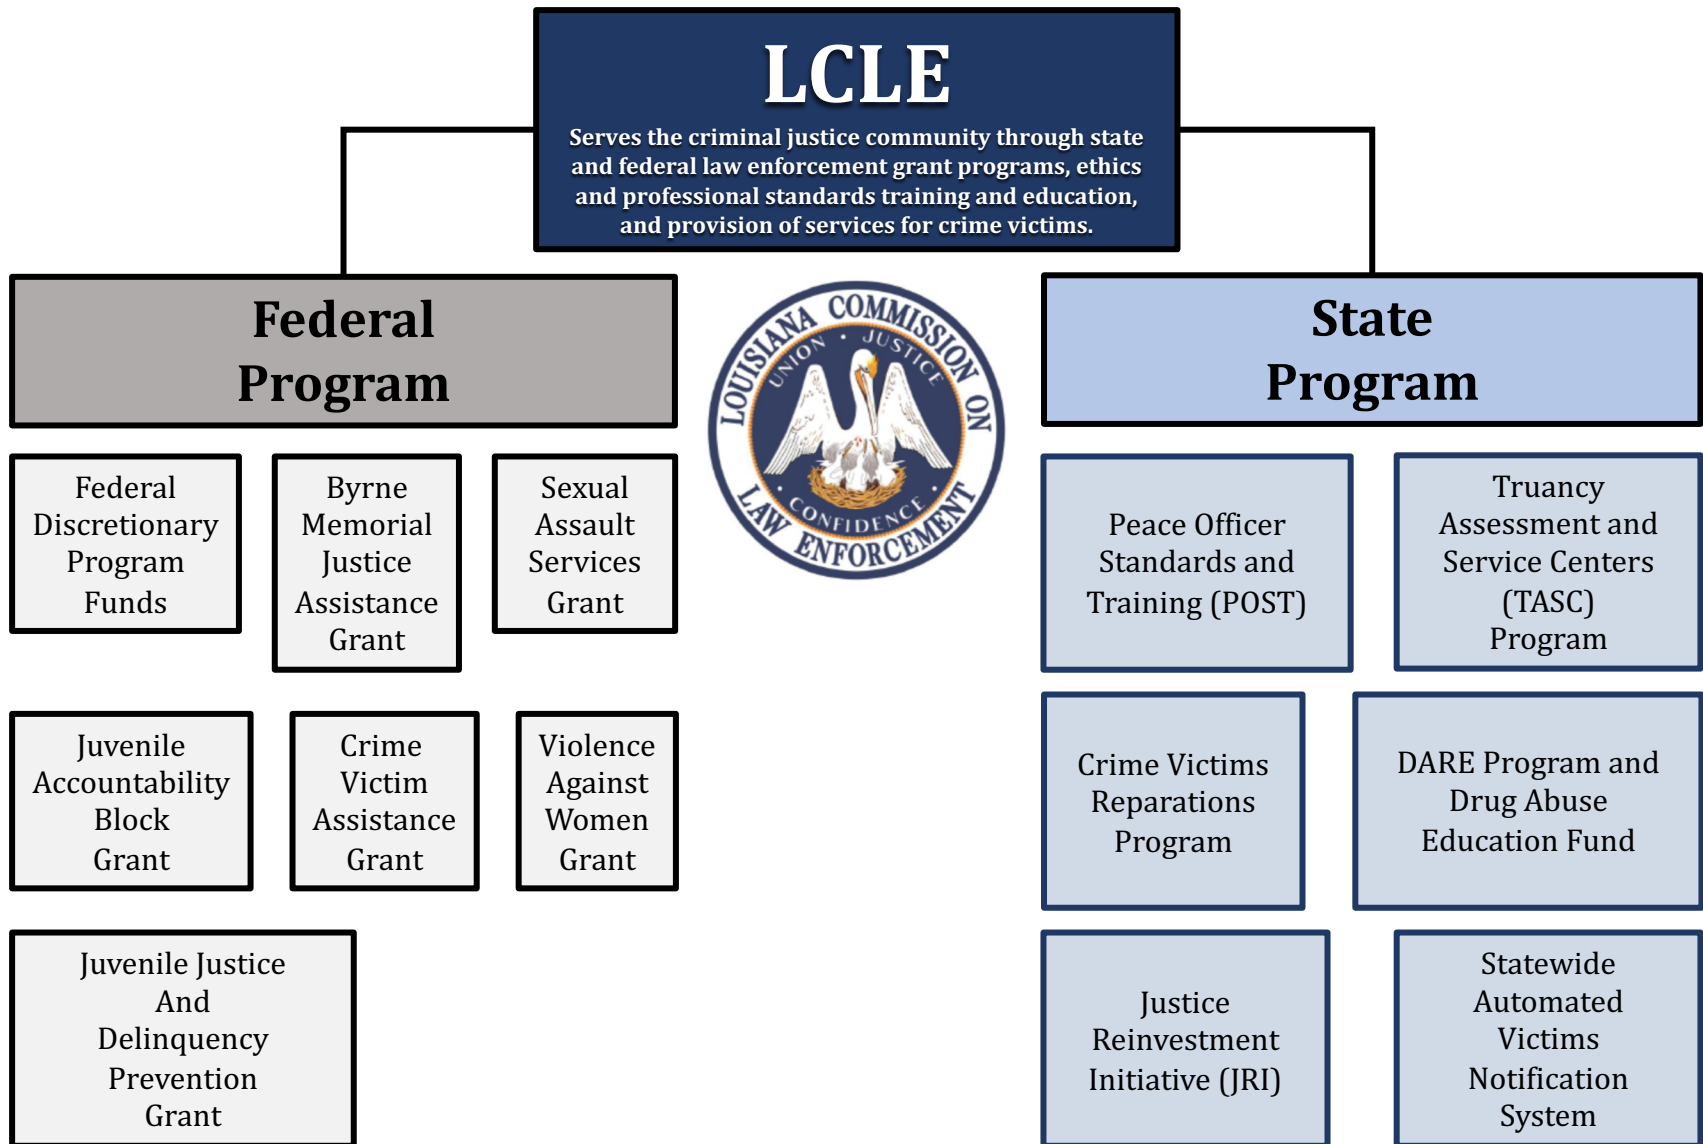 LCLE
Serves the criminal justice community through state
and federal law enforcement grant programs, ethics
and professional standards training and education,
and provision of services for crime victims.
Federal
Program
LOUISIANA COMMISSION ON
LAW ENFORCEMENT
UNION · JUSTICE
· CONFIDENCE ·
State
Program
Federal
Discretionary
Program
Funds
Byrne
Memorial
Justice
Assistance
Grant
Sexual
Assault
Services
Grant
Juvenile
Accountability
Block
Grant
Crime
Victim
Assistance
Grant
Violence
Against
Women
Grant
Juvenile Justice
And
Delinquency
Prevention
Grant
Peace Officer
Standards and
Training (POST)
Truancy
Assessment and
Service Centers
(TASC)
Program
Crime Victims
Reparations
Program
DARE Program and
Drug Abuse
Education Fund
Justice
Reinvestment
Initiative (JRI)
Statewide
Automated
Victims
Notification
System